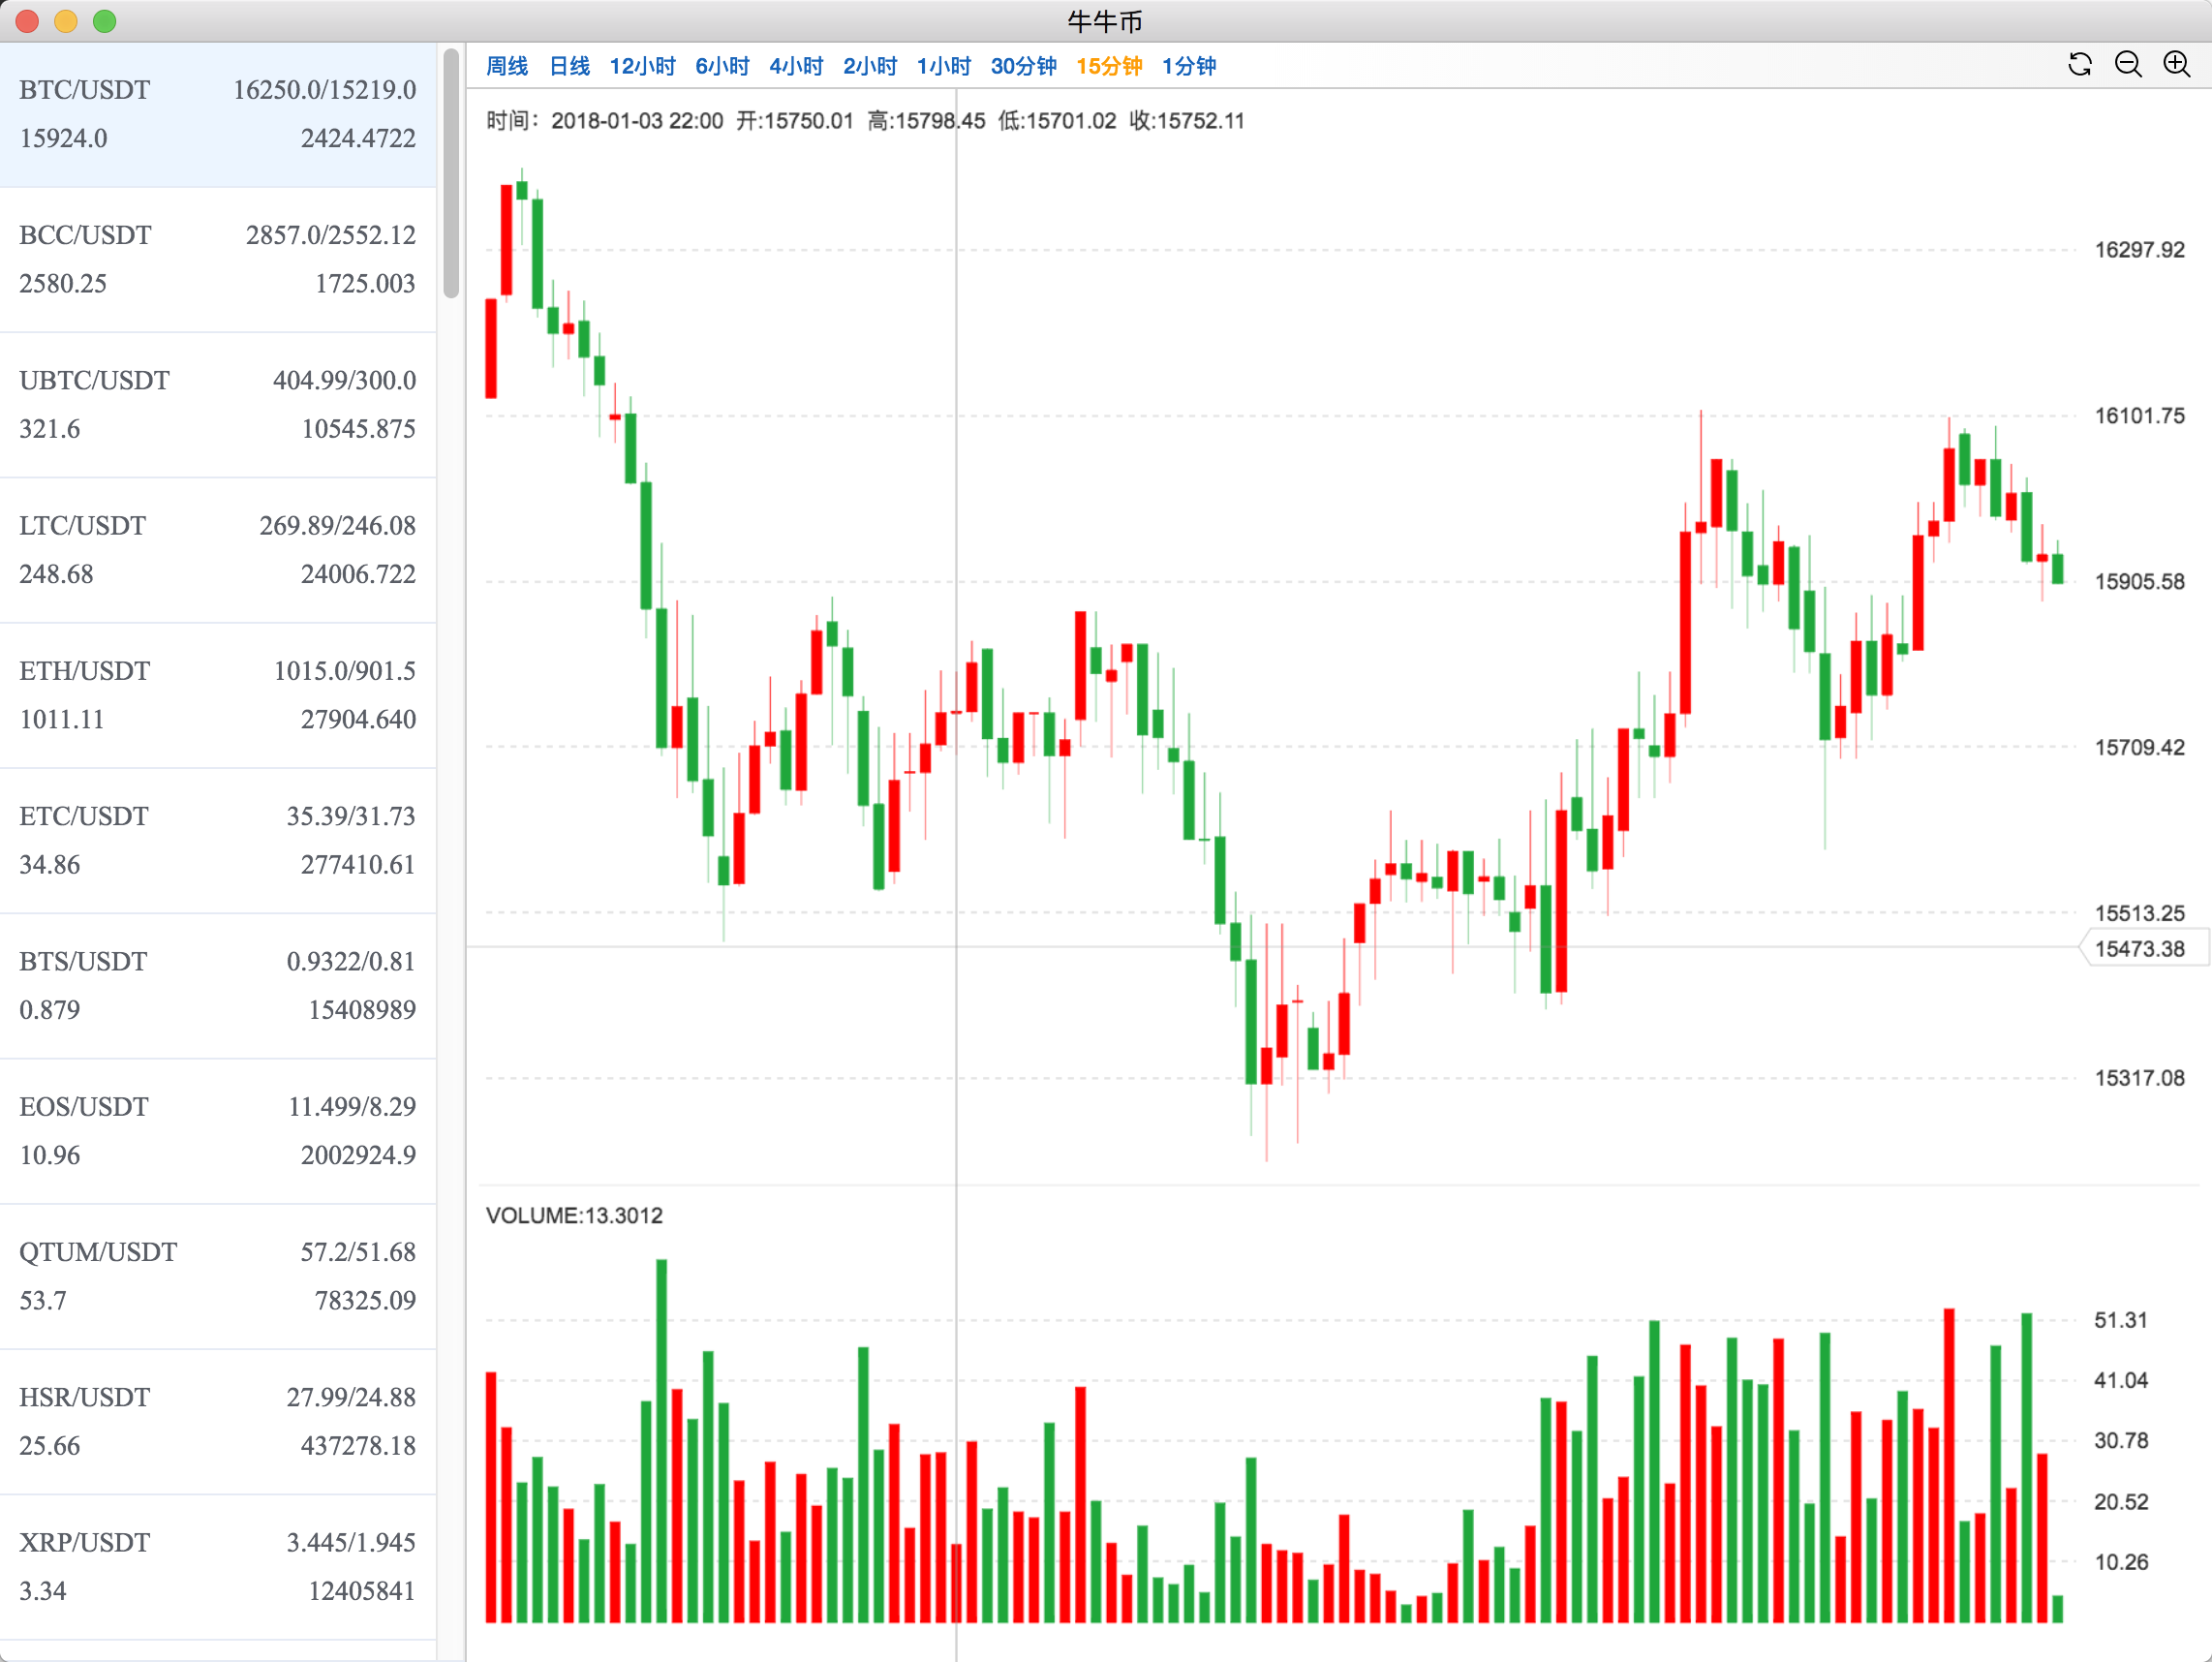 牛牛币
BTC/USDT 16250.0/15219.0
15924.0 2424.4722
BCC/USDT 2857.0/2552.12
2580.25 1725.003
UBTC/USDT 404.99/300.0
321.6 10545.875
LTC/USDT 269.89/246.08
248.68 24006.722
ETH/USDT 1015.0/901.5
1011.11 27904.640
ETC/USDT 35.39/31.73
34.86 277410.61
BTS/USDT 0.9322/0.81
0.879 15408989
EOS/USDT 11.499/8.29
10.96 2002924.9
QTUM/USDT 57.2/51.68
53.7 78325.09
HSR/USDT 27.99/24.88
25.66 437278.18
XRP/USDT 3.445/1.945
3.34 12405841
周线 日线 12小时 6小时 4小时 2小时 1小时 30分钟 15分钟 1分钟
时间：2018-01-03 22:00 开:15750.01 高:15798.45 低:15701.02 收:15752.11
16297.92
16101.75
15905.58
15709.42
15513.25
15473.38
15317.08
VOLUME:13.3012
51.31
41.04
30.78
20.52
10.26